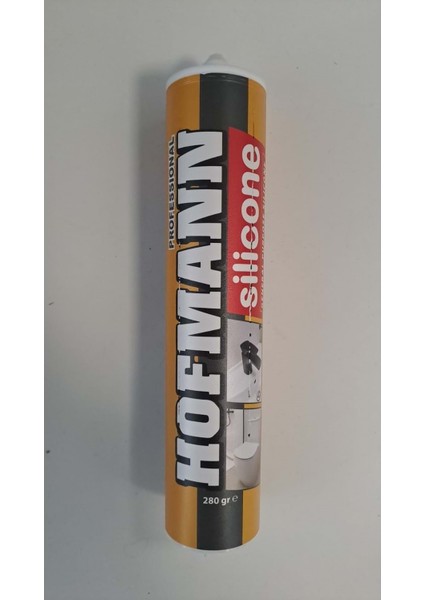 PROFESSIONAL
HOFMANN
silicone
280 gr ℮